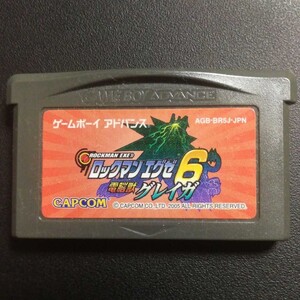 GAME BOY ADVANCE
ゲームボーイ アドバンス
AGB-BR5J-JPN
ROCKMAN EXE6
ロックマンエグゼ6
電脳獣グレイガ
CAPCOM
© CAPCOM CO., LTD. 2005 ALL RIGHTS RESERVED.